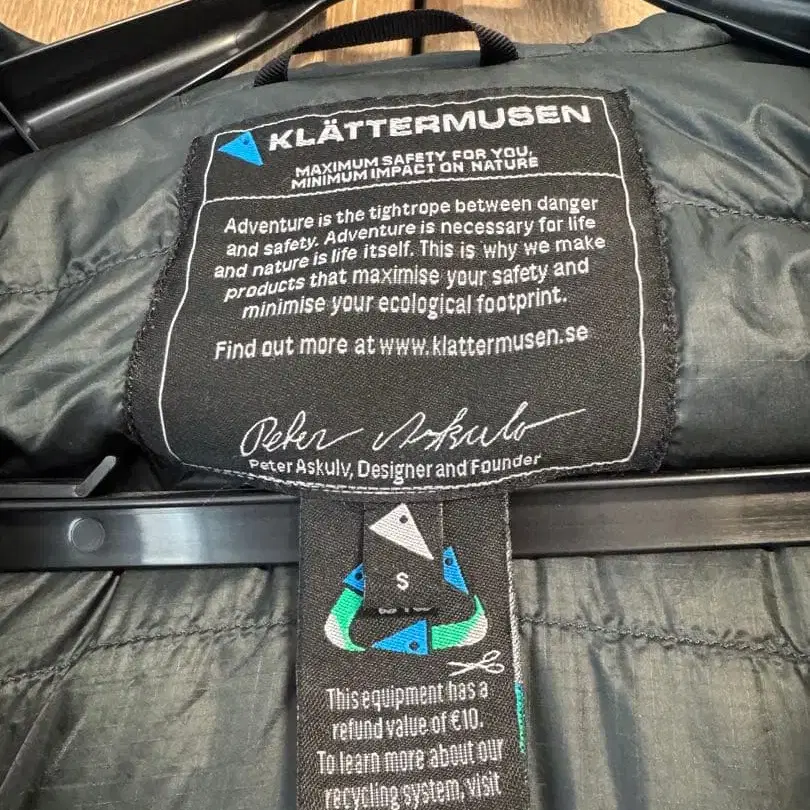 KLÄTTERMUSEN
MAXIMUM SAFETY FOR YOU,
MINIMUM IMPACT ON NATURE
Adventure is the tightrope between danger
and safety. Adventure is necessary for life
and nature is life itself. This is why we make
products that maximise your safety and
minimise your ecological footprint.
Find out more at www.klattermusen.se
Peter Askulv
Peter Askulv, Designer and Founder
S
This equipment has a
refund value of €10.
To learn more about our
recycling system, visit